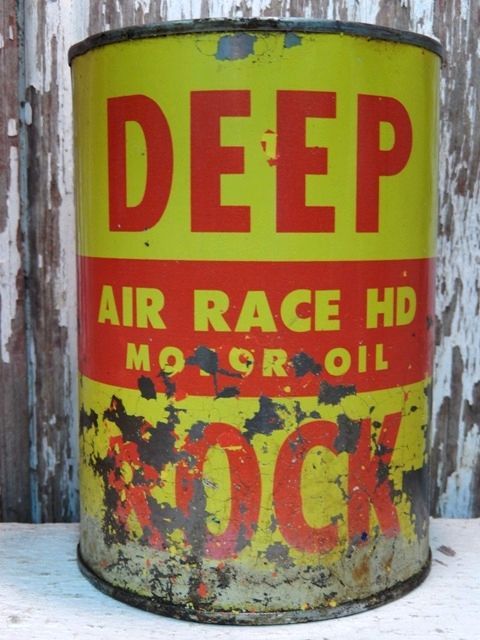 DEEP
AIR RACE HD
MOTOR OIL
ROCK